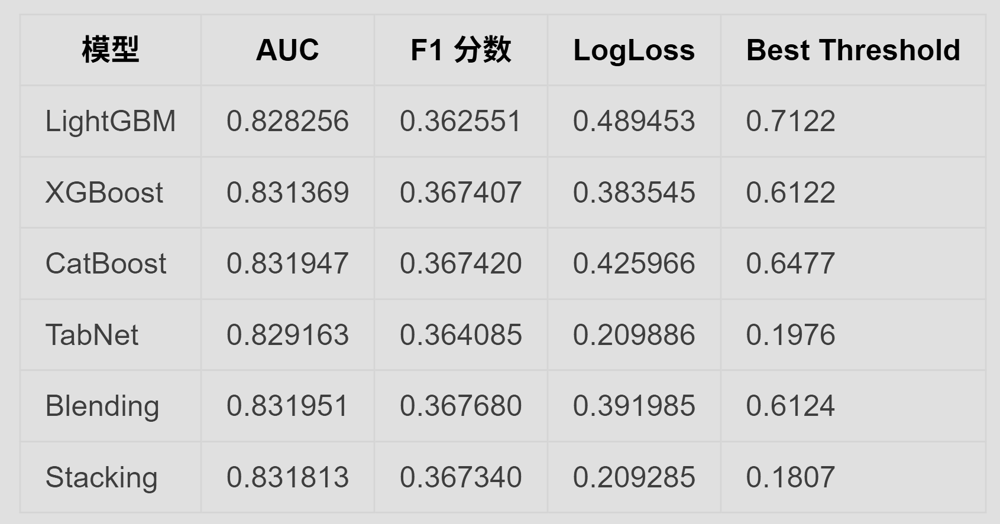 模型 AUC F1 分数 LogLoss Best Threshold
LightGBM 0.828256 0.362551 0.489453 0.7122
XGBoost 0.831369 0.367407 0.383545 0.6122
CatBoost 0.831947 0.367420 0.425966 0.6477
TabNet 0.829163 0.364085 0.209886 0.1976
Blending 0.831951 0.367680 0.391985 0.6124
Stacking 0.831813 0.367340 0.209285 0.1807